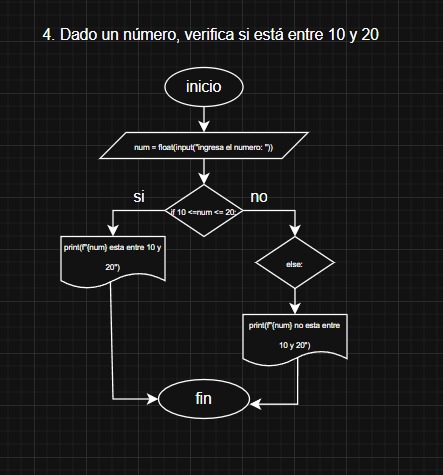 4. Dado un número, verifica si está entre 10 y 20
inicio
num = float(input("ingresa el numero: "))
si
no
if 10 <=num <= 20:
print(f"{num} esta entre 10 y
20")
else:
print(f"{num} no esta entre
10 y 20")
fin